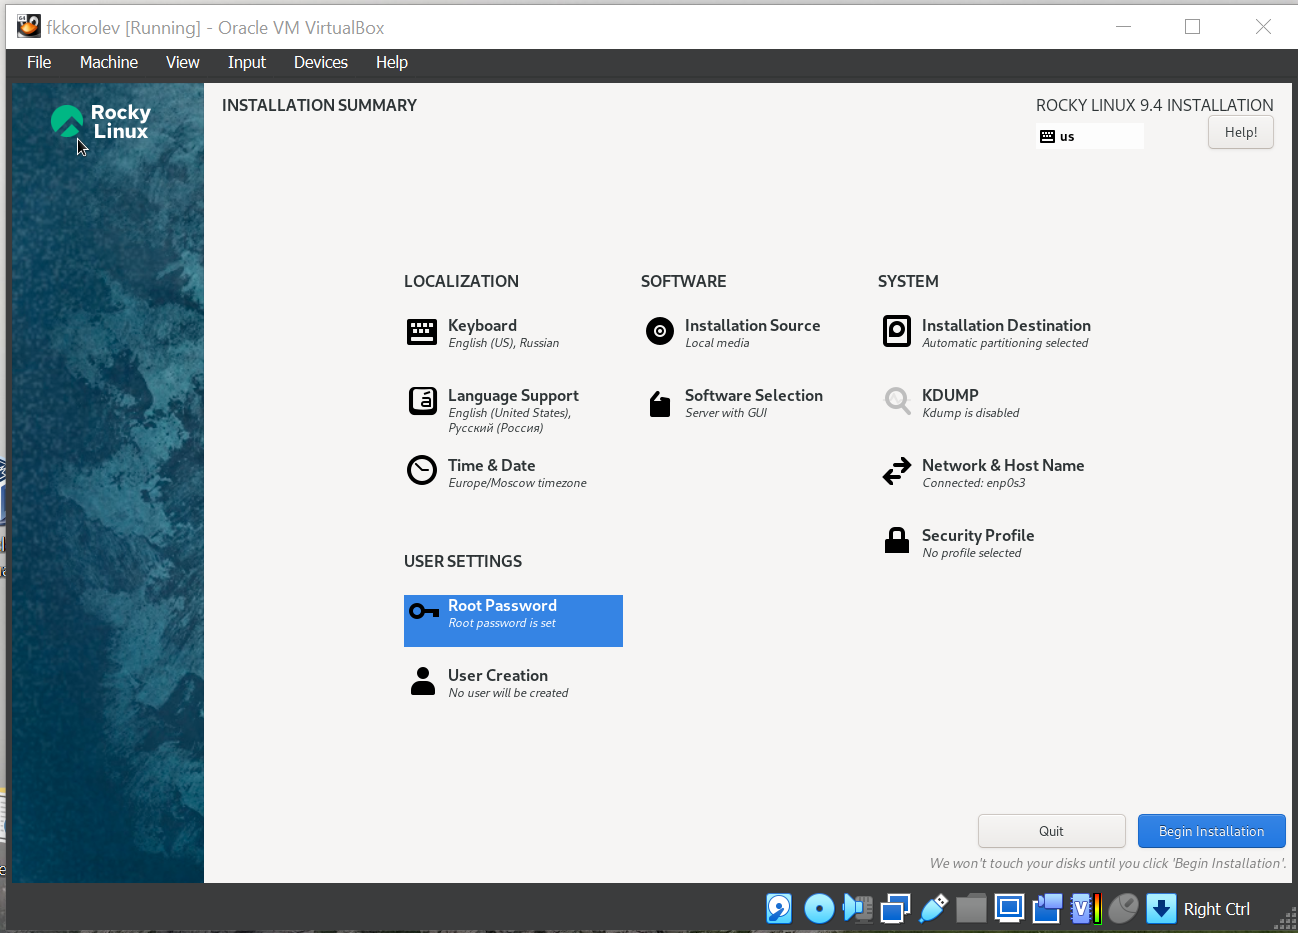 fkkorolev [Running] - Oracle VM VirtualBox
File Machine View Input Devices Help
Rocky
Linux
INSTALLATION SUMMARY
ROCKY LINUX 9.4 INSTALLATION
us
Help!
LOCALIZATION
Keyboard
English (US), Russian
Language Support
English (United States),
Русский (Россия)
Time & Date
Europe/Moscow timezone
SOFTWARE
Installation Source
Local media
Software Selection
Server with GUI
SYSTEM
Installation Destination
Automatic partitioning selected
KDUMP
Kdump is disabled
Network & Host Name
Connected: enp0s3
Security Profile
No profile selected
USER SETTINGS
Root Password
Root password is set
User Creation
No user will be created
Quit
Begin Installation
We won't touch your disks until you click 'Begin Installation'.
Right Ctrl